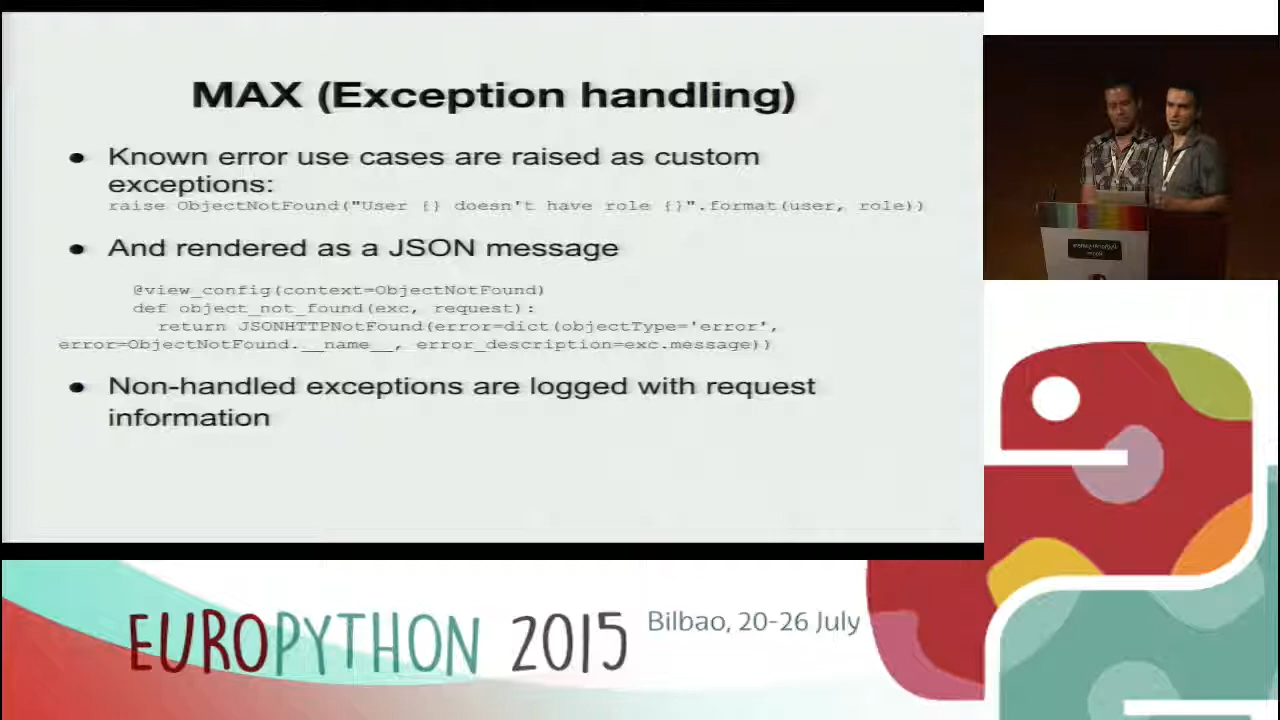 MAX (Exception handling)
● Known error use cases are raised as custom
exceptions:
raise ObjectNotFound("User {} doesn't have role {}".format(user, role))
● And rendered as a JSON message
@view_config(context=ObjectNotFound)
def object_not_found(exc, request):
return JSONHTTPNotFound(error=dict(objectType='error',
error=ObjectNotFound.__name__, error_description=exc.message))
● Non-handled exceptions are logged with request
information
EUROPYTHON 2015
Bilbao, 20-26 July